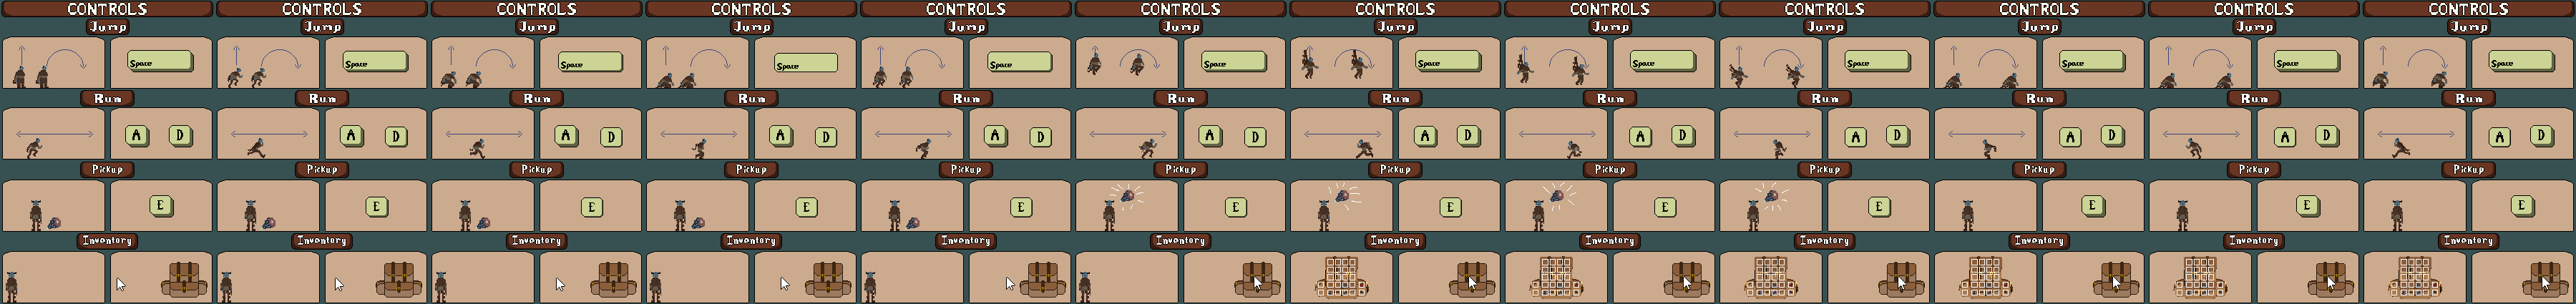 CONTROLS CONTROLS CONTROLS CONTROLS CONTROLS CONTROLS CONTROLS CONTROLS CONTROLS CONTROLS CONTROLS CONTROLS
Jump Jump Jump Jump Jump Jump Jump Jump Jump Jump Jump Jump
Space Space Space Space Space Space Space Space Space Space Space Space
Run Run Run Run Run Run Run Run Run Run Run Run
A D A D A D A D A D A D A D A D A D A D A D A D
Pickup Pickup Pickup Pickup Pickup Pickup Pickup Pickup Pickup Pickup Pickup Pickup
E E E E E E E E E E E E
Inventory Inventory Inventory Inventory Inventory Inventory Inventory Inventory Inventory Inventory Inventory Inventory